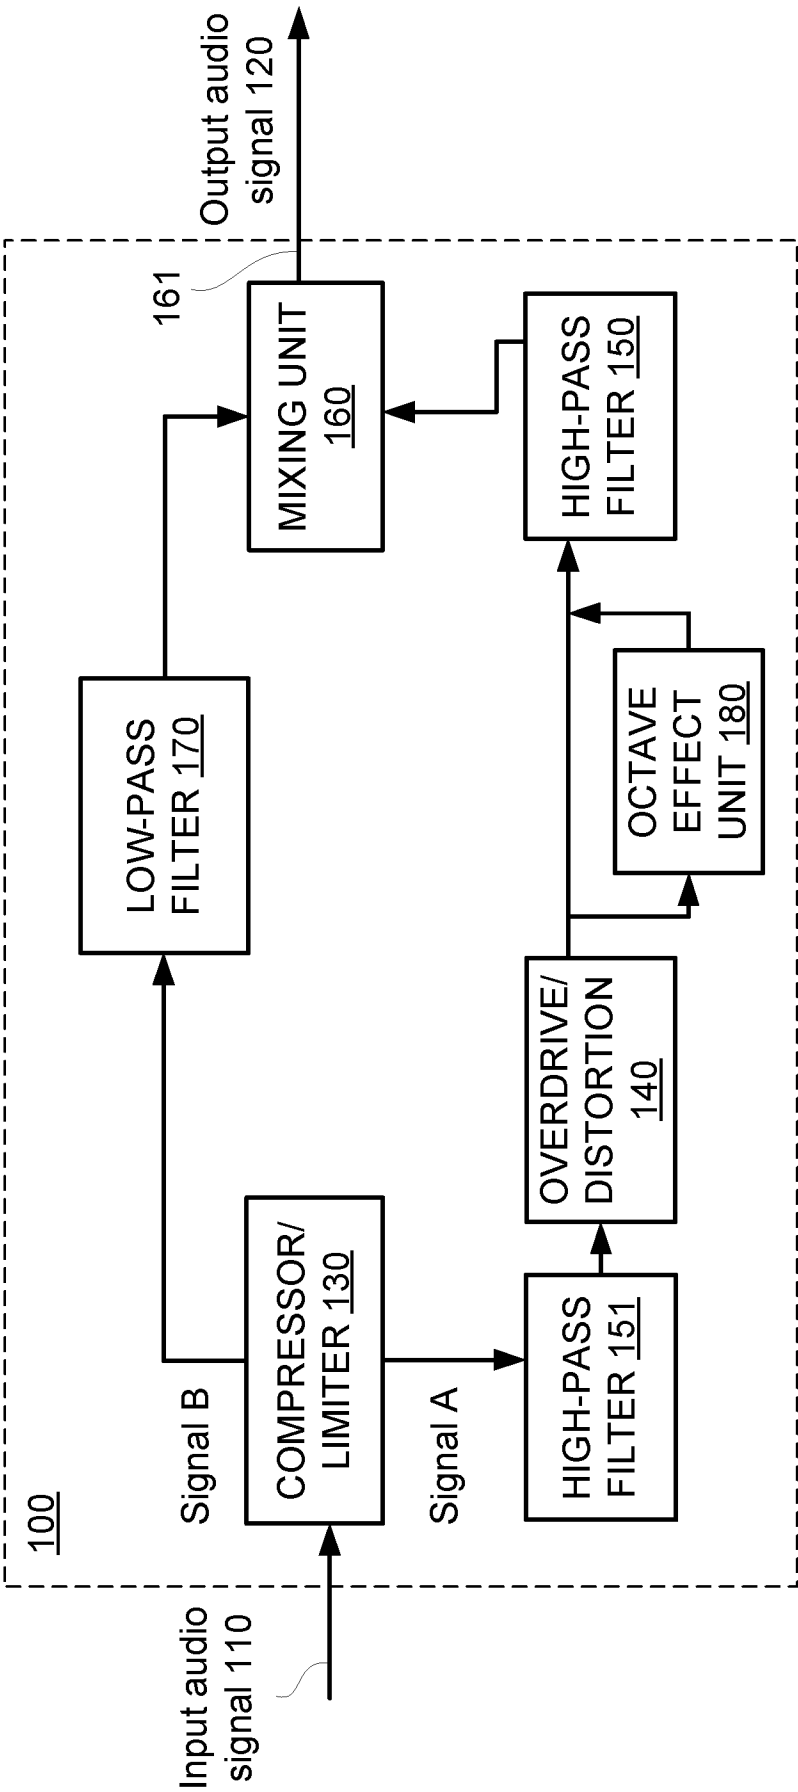 100
Input audio
signal 110
COMPRESSOR/
LIMITER 130
Signal B
Signal A
LOW-PASS
FILTER 170
HIGH-PASS
FILTER 151
OVERDRIVE/
DISTORTION
140
OCTAVE
EFFECT
UNIT 180
HIGH-PASS
FILTER 150
MIXING UNIT
160
161
Output audio
signal 120